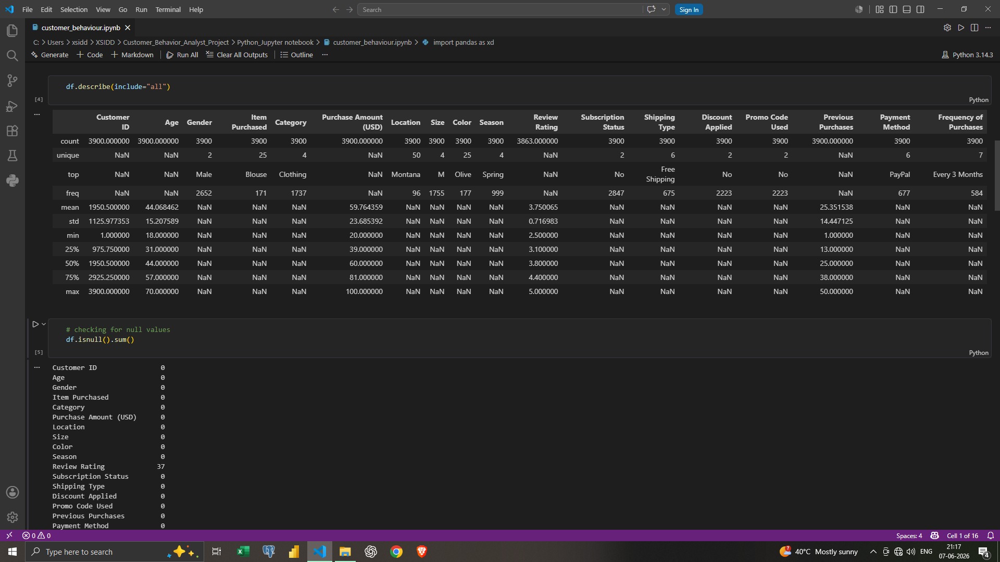 File Edit Selection View Go Run Terminal Help
Search
Sign In
customer_behaviour.ipynb
C: > Users > xsidd > XSIDD > Customer_Behavior_Analyst_Project > Python_Jupyter notebook > customer_behaviour.ipynb > import pandas as xd
Generate + Code + Markdown Run All Clear All Outputs Outline ... Python 3.14.3
df.describe(include="all")
[4] Python
Customer ID Age Gender Item Purchased Category Purchase Amount (USD) Location Size Color Season Review Rating Subscription Status Shipping Type Discount Applied Promo Code Used Previous Purchases Payment Method Frequency of Purchases
count 3900.000000 3900.000000 3900 3900 3900 3900.000000 3900 3900 3900 3900 3863.000000 3900 3900 3900 3900 3900.000000 3900 3900
unique NaN NaN 2 25 4 NaN 50 4 25 4 NaN 2 6 2 2 NaN 6 7
top NaN NaN Male Blouse Clothing NaN Montana M Olive Spring NaN No Free Shipping No No NaN PayPal Every 3 Months
freq NaN NaN 2652 171 1737 NaN 96 1755 177 999 NaN 2847 675 2223 2223 NaN 677 584
mean 1950.500000 44.068462 NaN NaN NaN 59.764359 NaN NaN NaN NaN 3.750065 NaN NaN NaN NaN 25.351538 NaN NaN
std 1125.977353 15.207589 NaN NaN NaN 23.685392 NaN NaN NaN NaN 0.716983 NaN NaN NaN NaN 14.447125 NaN NaN
min 1.000000 18.000000 NaN NaN NaN 20.000000 NaN NaN NaN NaN 2.500000 NaN NaN NaN NaN 1.000000 NaN NaN
25% 975.750000 31.000000 NaN NaN NaN 39.000000 NaN NaN NaN NaN 3.100000 NaN NaN NaN NaN 13.000000 NaN NaN
50% 1950.500000 44.000000 NaN NaN NaN 60.000000 NaN NaN NaN NaN 3.800000 NaN NaN NaN NaN 25.000000 NaN NaN
75% 2925.250000 57.000000 NaN NaN NaN 81.000000 NaN NaN NaN NaN 4.400000 NaN NaN NaN NaN 38.000000 NaN NaN
max 3900.000000 70.000000 NaN NaN NaN 100.000000 NaN NaN NaN NaN 5.000000 NaN NaN NaN NaN 50.000000 NaN NaN
# checking for null values
df.isnull().sum()
[5] Python
Customer ID 0
Age 0
Gender 0
Item Purchased 0
Category 0
Purchase Amount (USD) 0
Location 0
Size 0
Color 0
Season 0
Review Rating 37
Subscription Status 0
Shipping Type 0
Discount Applied 0
Promo Code Used 0
Previous Purchases 0
Payment Method 0
0 0 Spaces: 4 Cell 1 of 16
Type here to search
7 40°C Mostly sunny ENG 21:17
07-06-2026 4